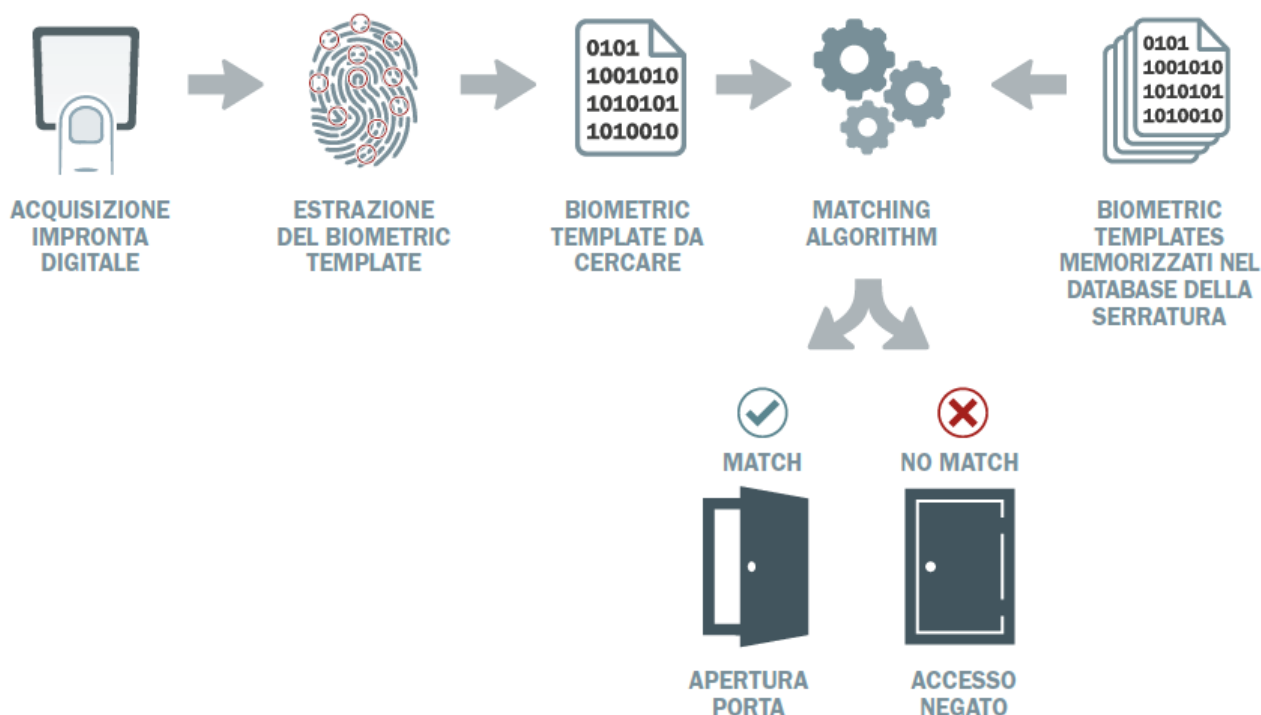 0101
1001010
1010101
1010010
0101
1001010
1010101
1010010
ACQUISIZIONE
IMPRONTA
DIGITALE
ESTRAZIONE
DEL BIOMETRIC
TEMPLATE
BIOMETRIC
TEMPLATE DA
CERCARE
MATCHING
ALGORITHM
BIOMETRIC
TEMPLATES
MEMORIZZATI NEL
DATABASE DELLA
SERRATURA
MATCH
NO MATCH
APERTURA
PORTA
ACCESSO
NEGATO